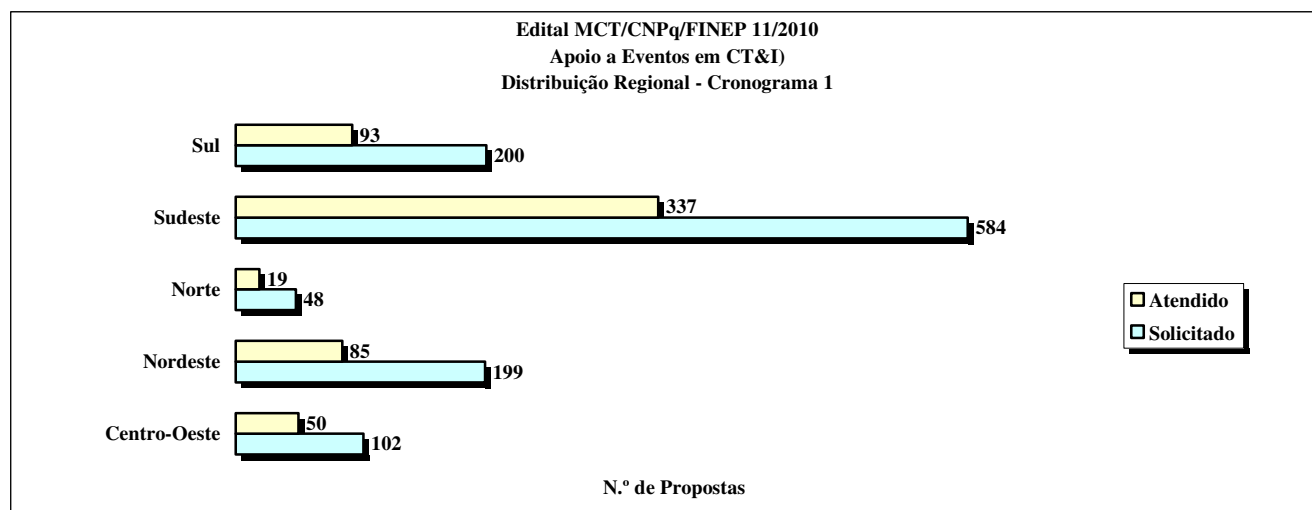 Edital MCT/CNPq/FINEP 11/2010
Apoio a Eventos em CT&I)
Distribuição Regional - Cronograma 1
Sul
93
200
Sudeste
337
584
Norte
19
48
Nordeste
85
199
Centro-Oeste
50
102
Atendido
Solicitado
N.º de Propostas